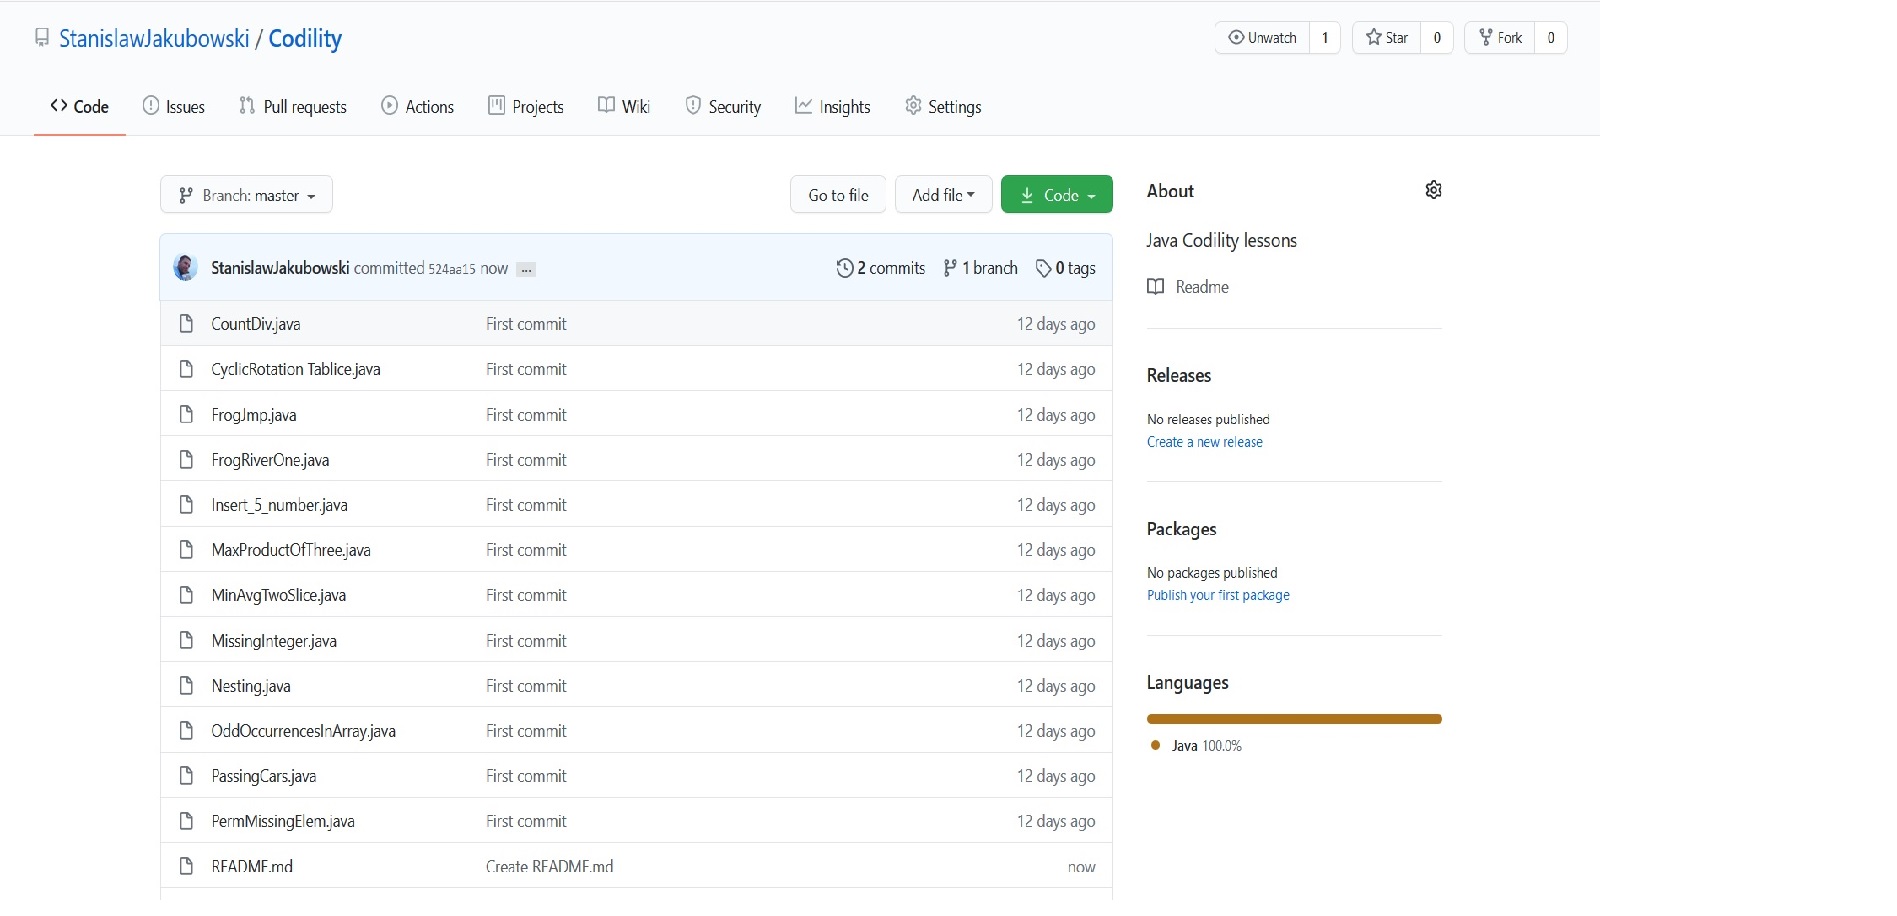 StanislawJakubowski / Codility
Unwatch 1 Star 0 Fork 0
Code Issues Pull requests Actions Projects Wiki Security Insights Settings
Branch: master Go to file Add file Code
StanislawJakubowski committed 524aa15 now ... 2 commits 1 branch 0 tags
CountDiv.java First commit 12 days ago
CyclicRotation Tablice.java First commit 12 days ago
FrogJmp.java First commit 12 days ago
FrogRiverOne.java First commit 12 days ago
Insert_5_number.java First commit 12 days ago
MaxProductOfThree.java First commit 12 days ago
MinAvgTwoSlice.java First commit 12 days ago
MissingInteger.java First commit 12 days ago
Nesting.java First commit 12 days ago
OddOccurrencesInArray.java First commit 12 days ago
PassingCars.java First commit 12 days ago
PermMissingElem.java First commit 12 days ago
README.md Create README.md now
About
Java Codility lessons
Readme
Releases
No releases published
Create a new release
Packages
No packages published
Publish your first package
Languages
Java 100.0%